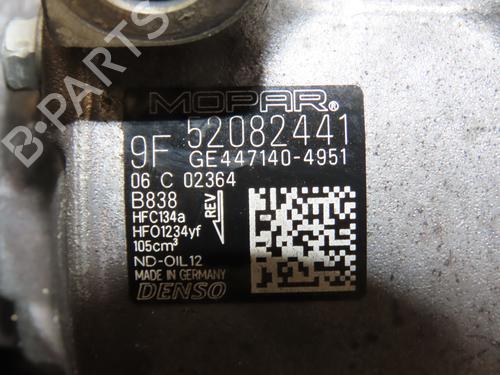 MOPAR®
9F 52082441
GE447140-4951
06 C 02364
B838
HFC134a
HFO1234yf
105cm³
REV
ND-OIL12
MADE IN GERMANY
DENSO
B-PARTS